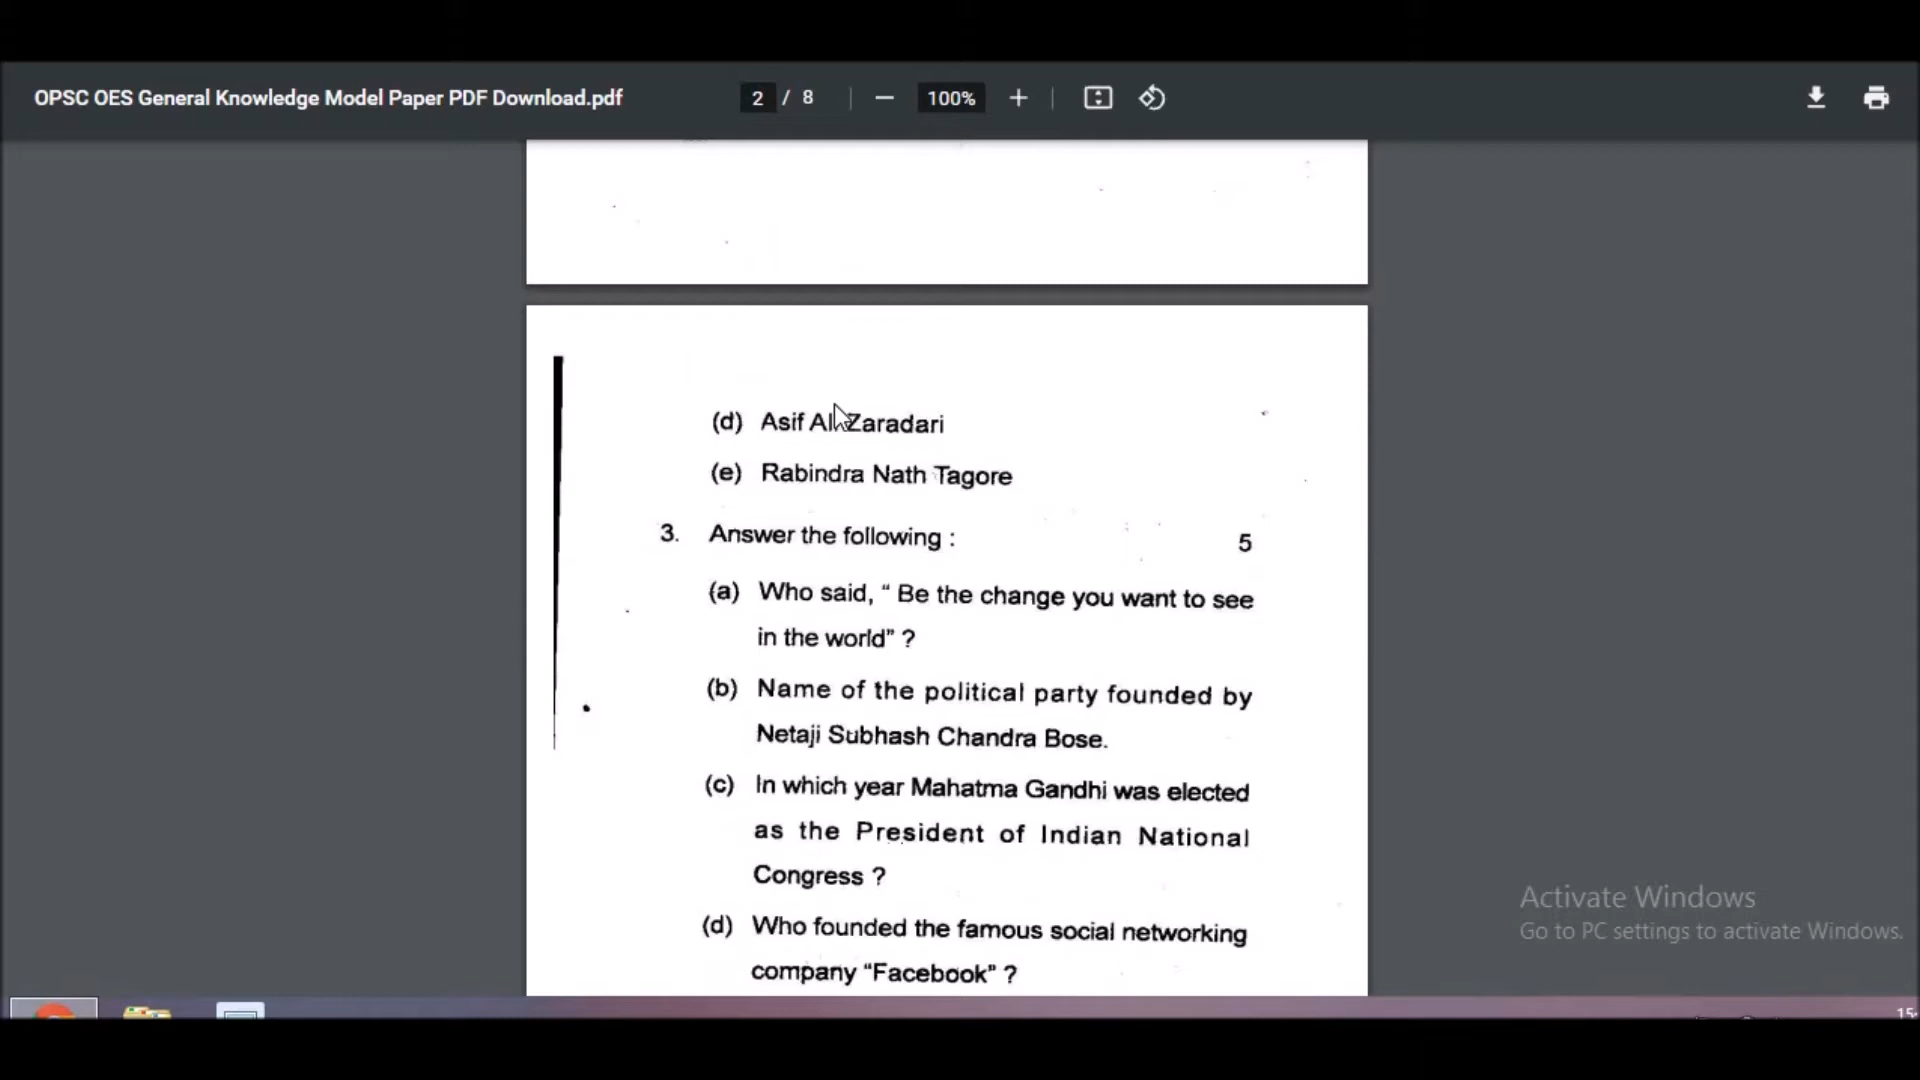 OPSC OES General Knowledge Model Paper PDF Download.pdf 2 / 8 100%
(d) Asif Ali Zaradari
(e) Rabindra Nath Tagore
3. Answer the following : 5
(a) Who said, “ Be the change you want to see
in the world” ?
(b) Name of the political party founded by
Netaji Subhash Chandra Bose.
(c) In which year Mahatma Gandhi was elected
as the President of Indian National
Congress ?
(d) Who founded the famous social networking
company “Facebook” ?
Activate Windows
Go to PC settings to activate Windows.